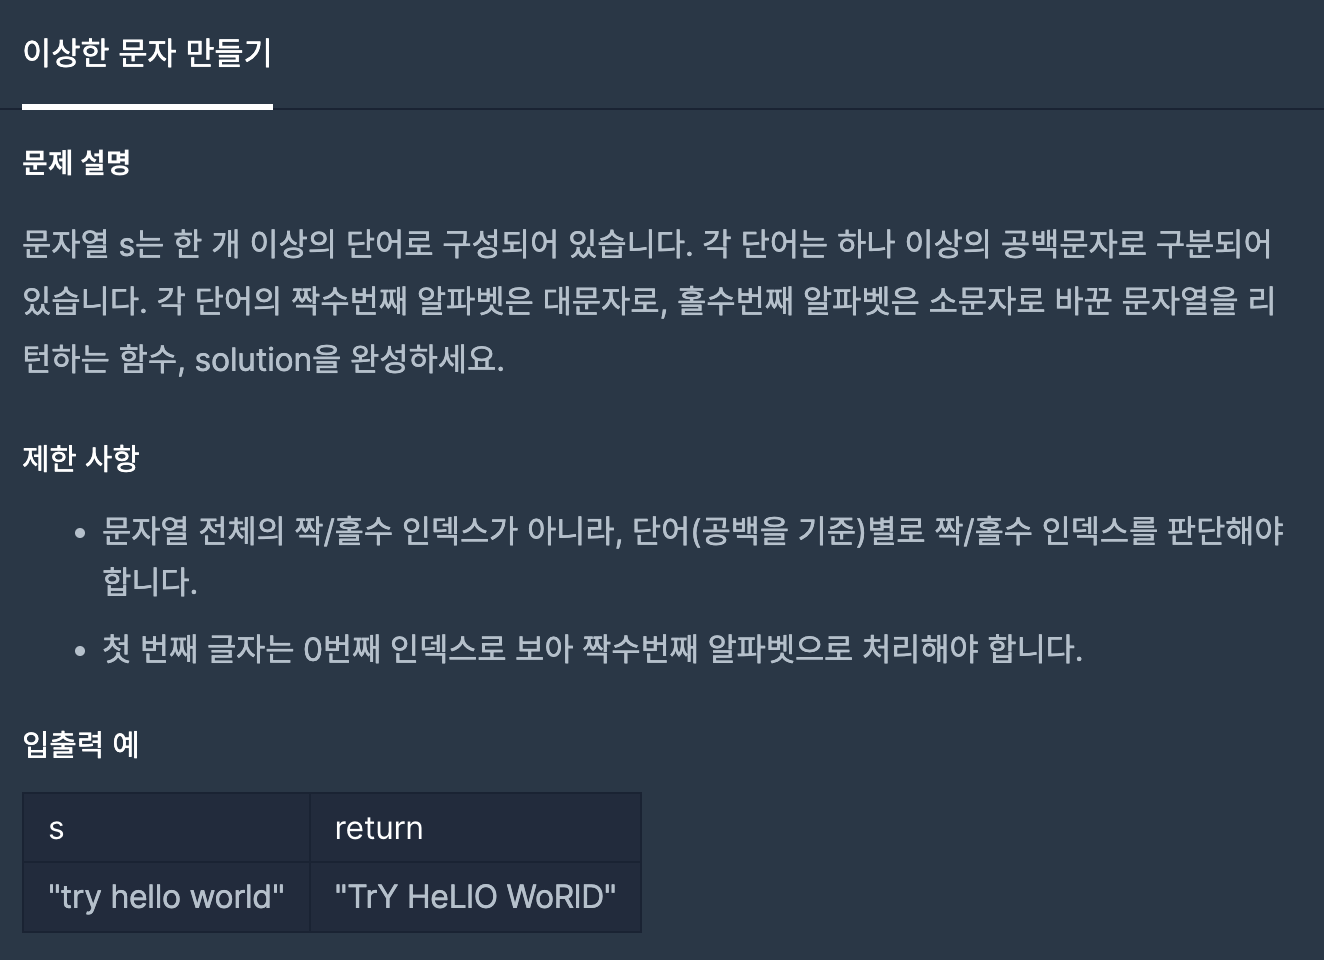 이상한 문자 만들기
문제 설명
문자열 s는 한 개 이상의 단어로 구성되어 있습니다. 각 단어는 하나 이상의 공백문자로 구분되어
있습니다. 각 단어의 짝수번째 알파벳은 대문자로, 홀수번째 알파벳은 소문자로 바꾼 문자열을 리
턴하는 함수, solution을 완성하세요.
제한 사항
• 문자열 전체의 짝/홀수 인덱스가 아니라, 단어(공백을 기준)별로 짝/홀수 인덱스를 판단해야
합니다.
• 첫 번째 글자는 0번째 인덱스로 보아 짝수번째 알파벳으로 처리해야 합니다.
입출력 예
s return
"try hello world" "TrY HeLlO WoRlD"